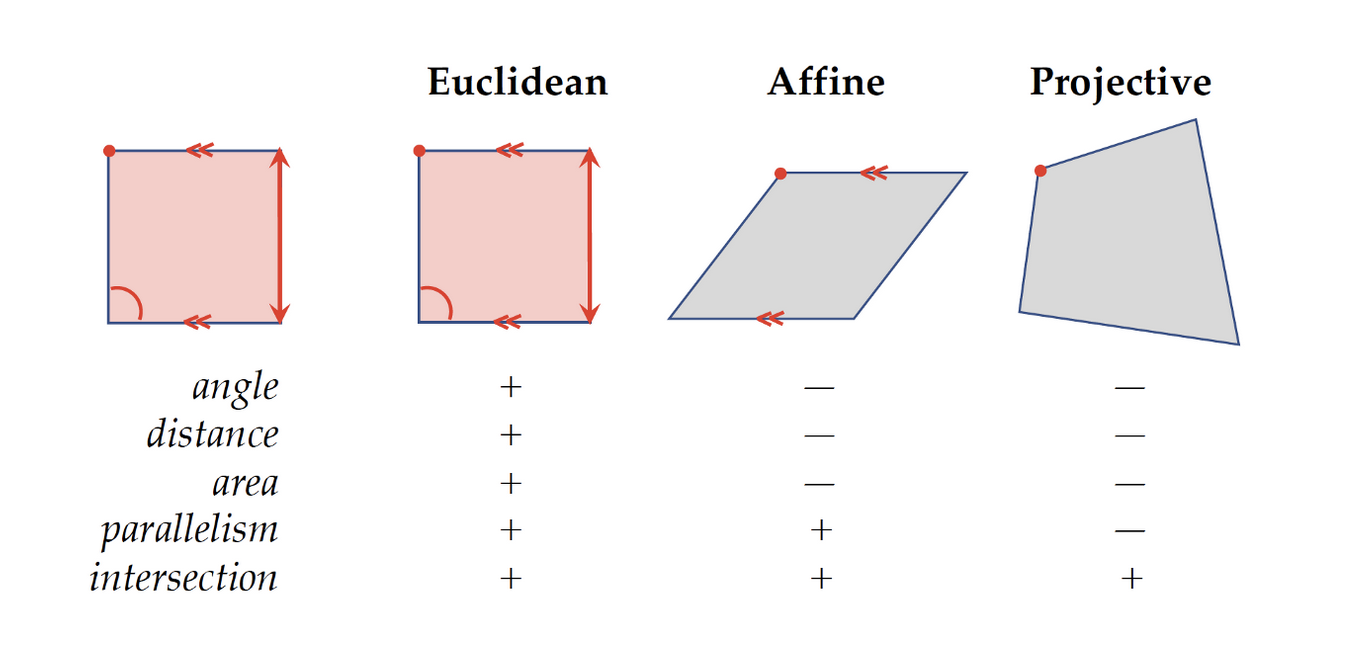 Euclidean Affine Projective
angle + — —
distance + — —
area + — —
parallelism + + —
intersection + + +